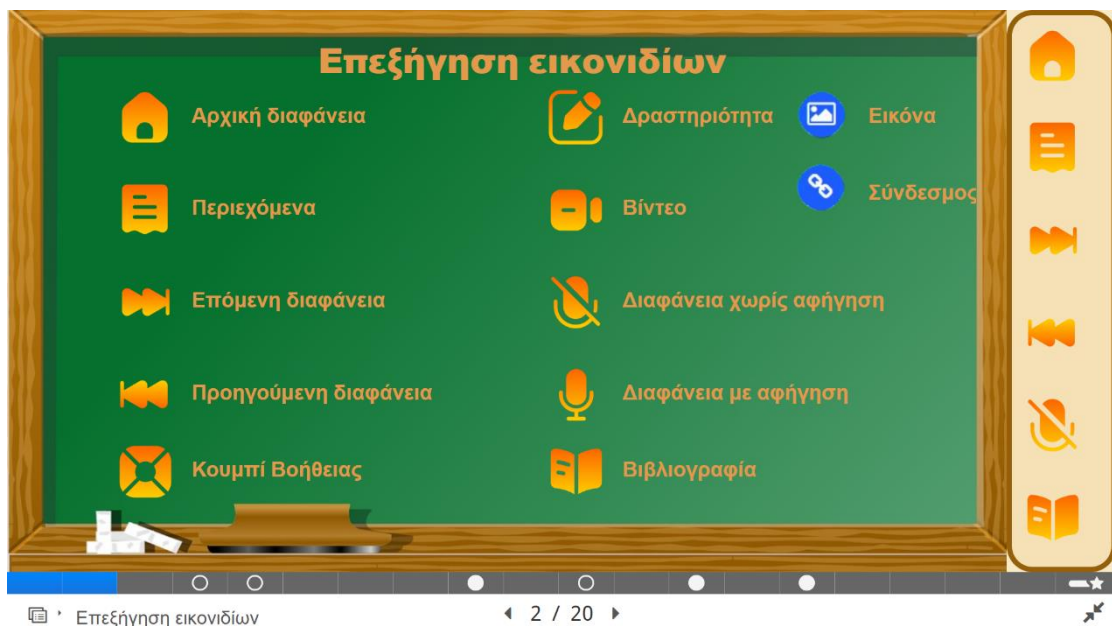 Επεξήγηση εικονιδίων
Αρχική διαφάνεια
Περιεχόμενα
Επόμενη διαφάνεια
Προηγούμενη διαφάνεια
Κουμπί Βοήθειας
Δραστηριότητα
Βίντεο
Διαφάνεια χωρίς αφήγηση
Διαφάνεια με αφήγηση
Βιβλιογραφία
Εικόνα
Σύνδεσμος
Επεξήγηση εικονιδίων
2 / 20